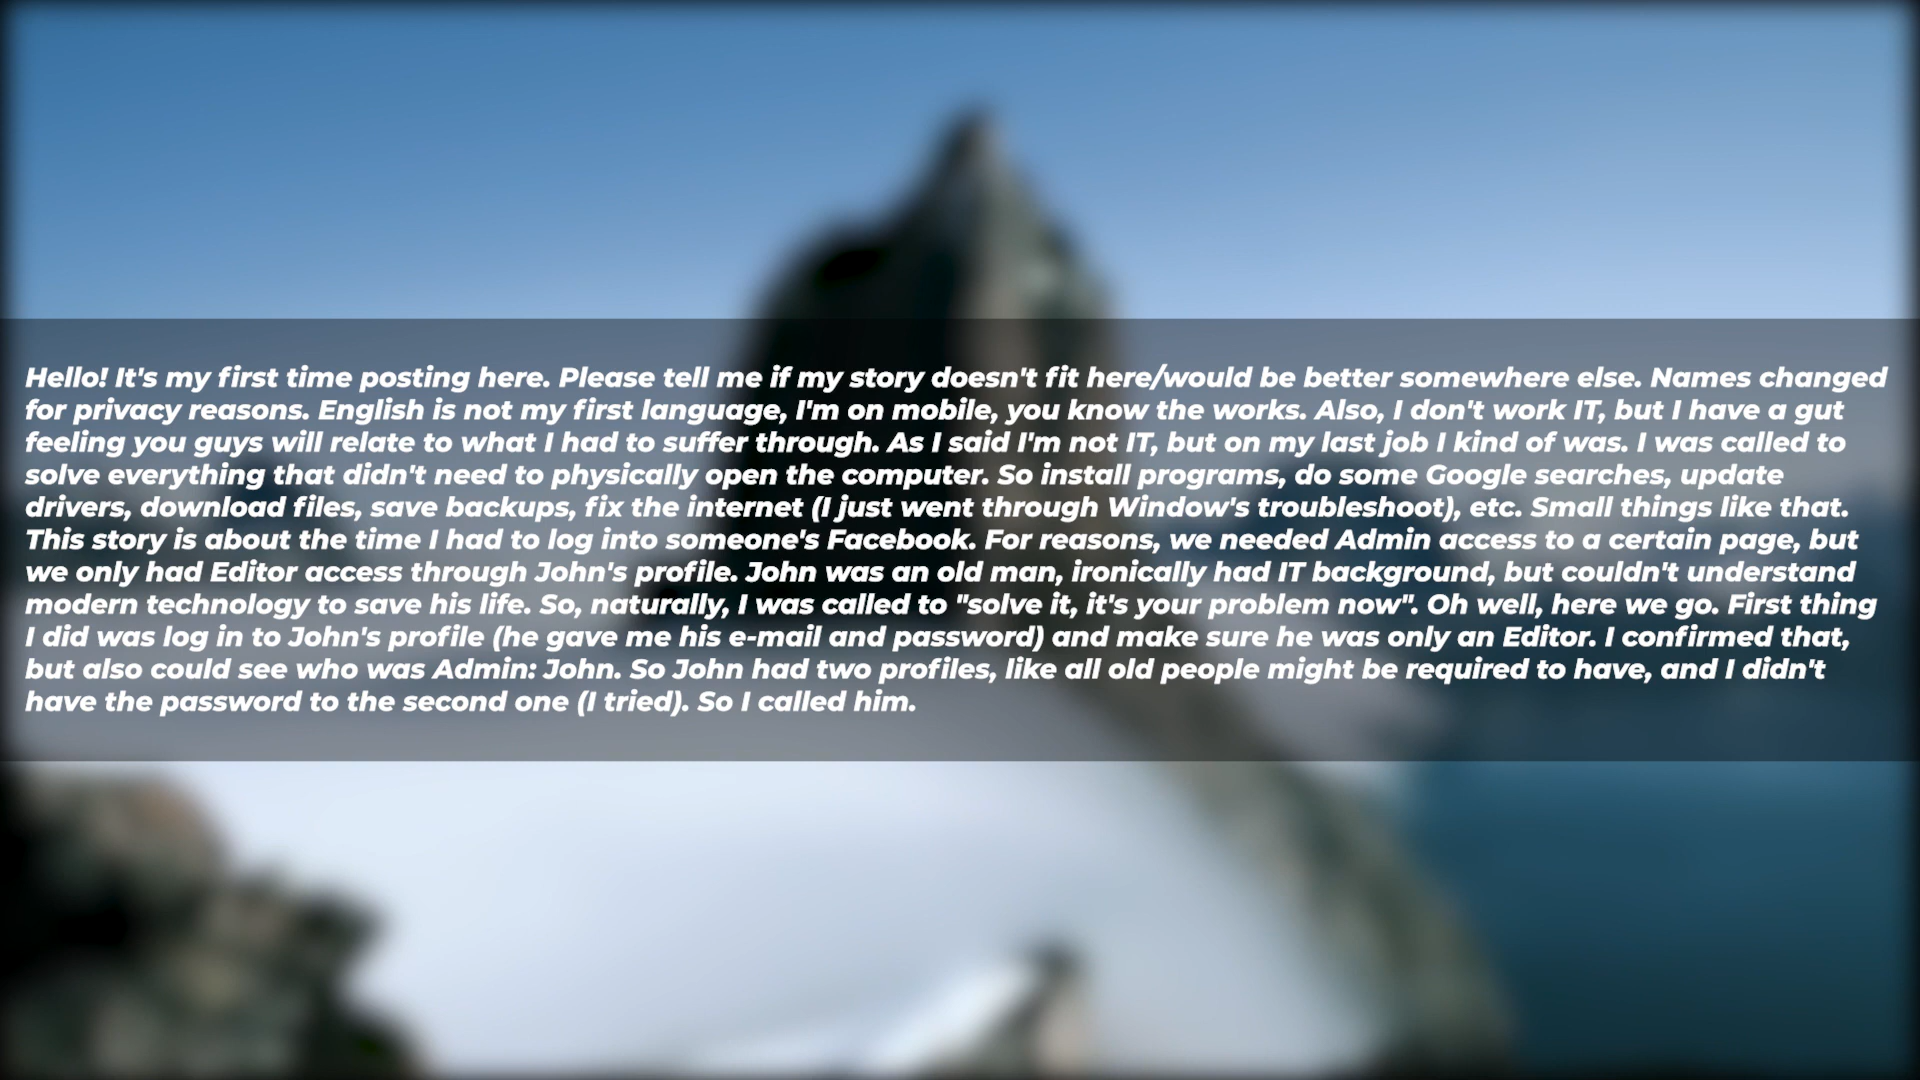 Hello! It's my first time posting here. Please tell me if my story doesn't fit here/would be better somewhere else. Names changed
for privacy reasons. English is not my first language, I'm on mobile, you know the works. Also, I don't work IT, but I have a gut
feeling you guys will relate to what I had to suffer through. As I said I'm not IT, but on my last job I kind of was. I was called to
solve everything that didn't need to physically open the computer. So install programs, do some Google searches, update
drivers, download files, save backups, fix the internet (I just went through Window's troubleshoot), etc. Small things like that.
This story is about the time I had to log into someone's Facebook. For reasons, we needed Admin access to a certain page, but
we only had Editor access through John's profile. John was an old man, ironically had IT background, but couldn't understand
modern technology to save his life. So, naturally, I was called to "solve it, it's your problem now". Oh well, here we go. First thing
I did was log in to John's profile (he gave me his e-mail and password) and make sure he was only an Editor. I confirmed that,
but also could see who was Admin: John. So John had two profiles, like all old people might be required to have, and I didn't
have the password to the second one (I tried). So I called him.